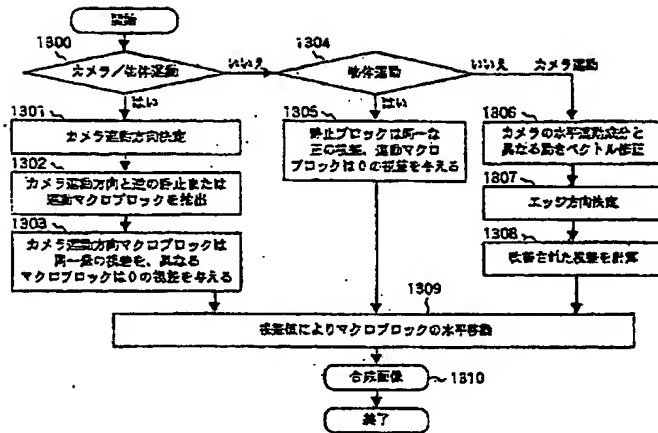 開始
1300
カメラ/物体運動
いいえ
1304
物体運動
いいえ
カメラ運動
はい
はい
1301
カメラ運動方向決定
1302
カメラ運動方向と逆の静止または
運動マクロブロックを抽出
1303
カメラ運動方向マクロブロックは
同一量の視差を、異なる
マクロブロックは0の視差を与える
1305
静止ブロックは同一な
正の視差、運動マクロ
ブロックは0の視差を与える
1306
カメラの水平運動成分と
異なる動きベクトル修正
1307
エッジ方向決定
1308
改善された視差を計算
1309
視差値によりマクロブロックの水平移動
合成画像
1310
終了